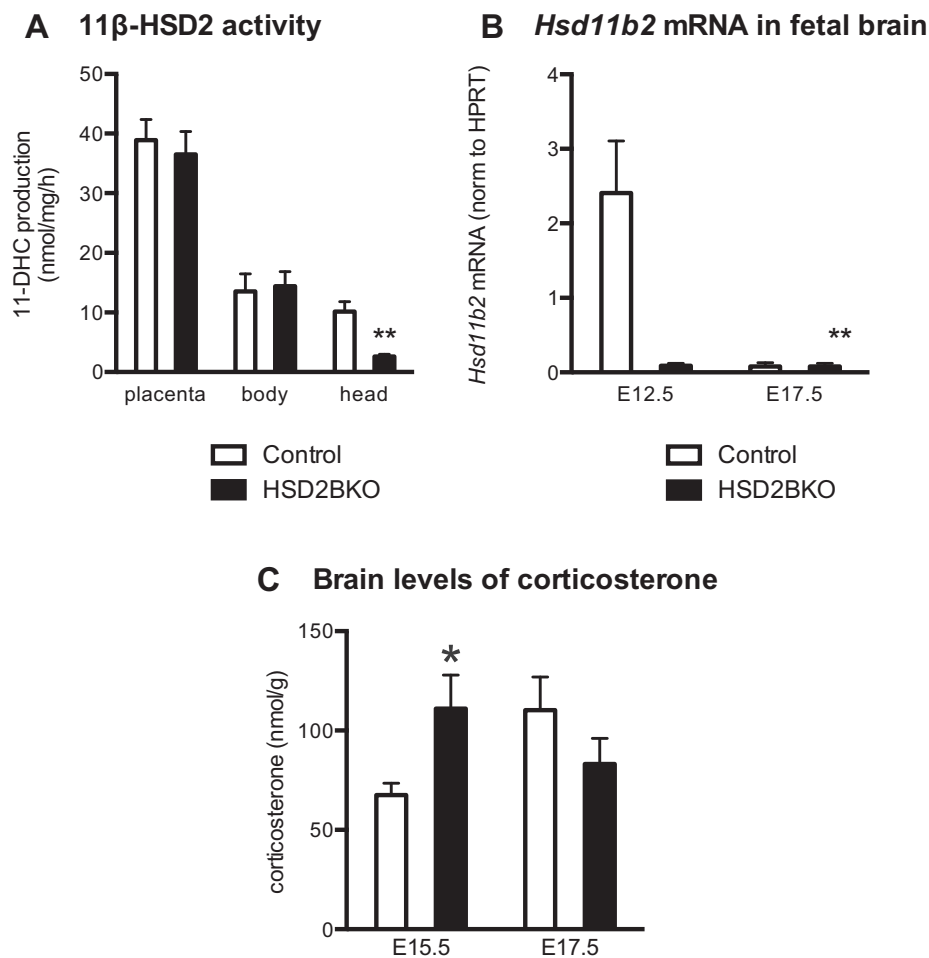 A 11β-HSD2 activity
11-DHC production
(nmol/mg/h)
50
40
30
20
10
0
**
placenta body head
Control
HSD2BKO
B Hsd11b2 mRNA in fetal brain
Hsd11b2 mRNA (norm to HPRT)
4
3
2
1
0
**
E12.5 E17.5
Control
HSD2BKO
C Brain levels of corticosterone
corticosterone (nmol/g)
150
100
50
0
*
E15.5 E17.5